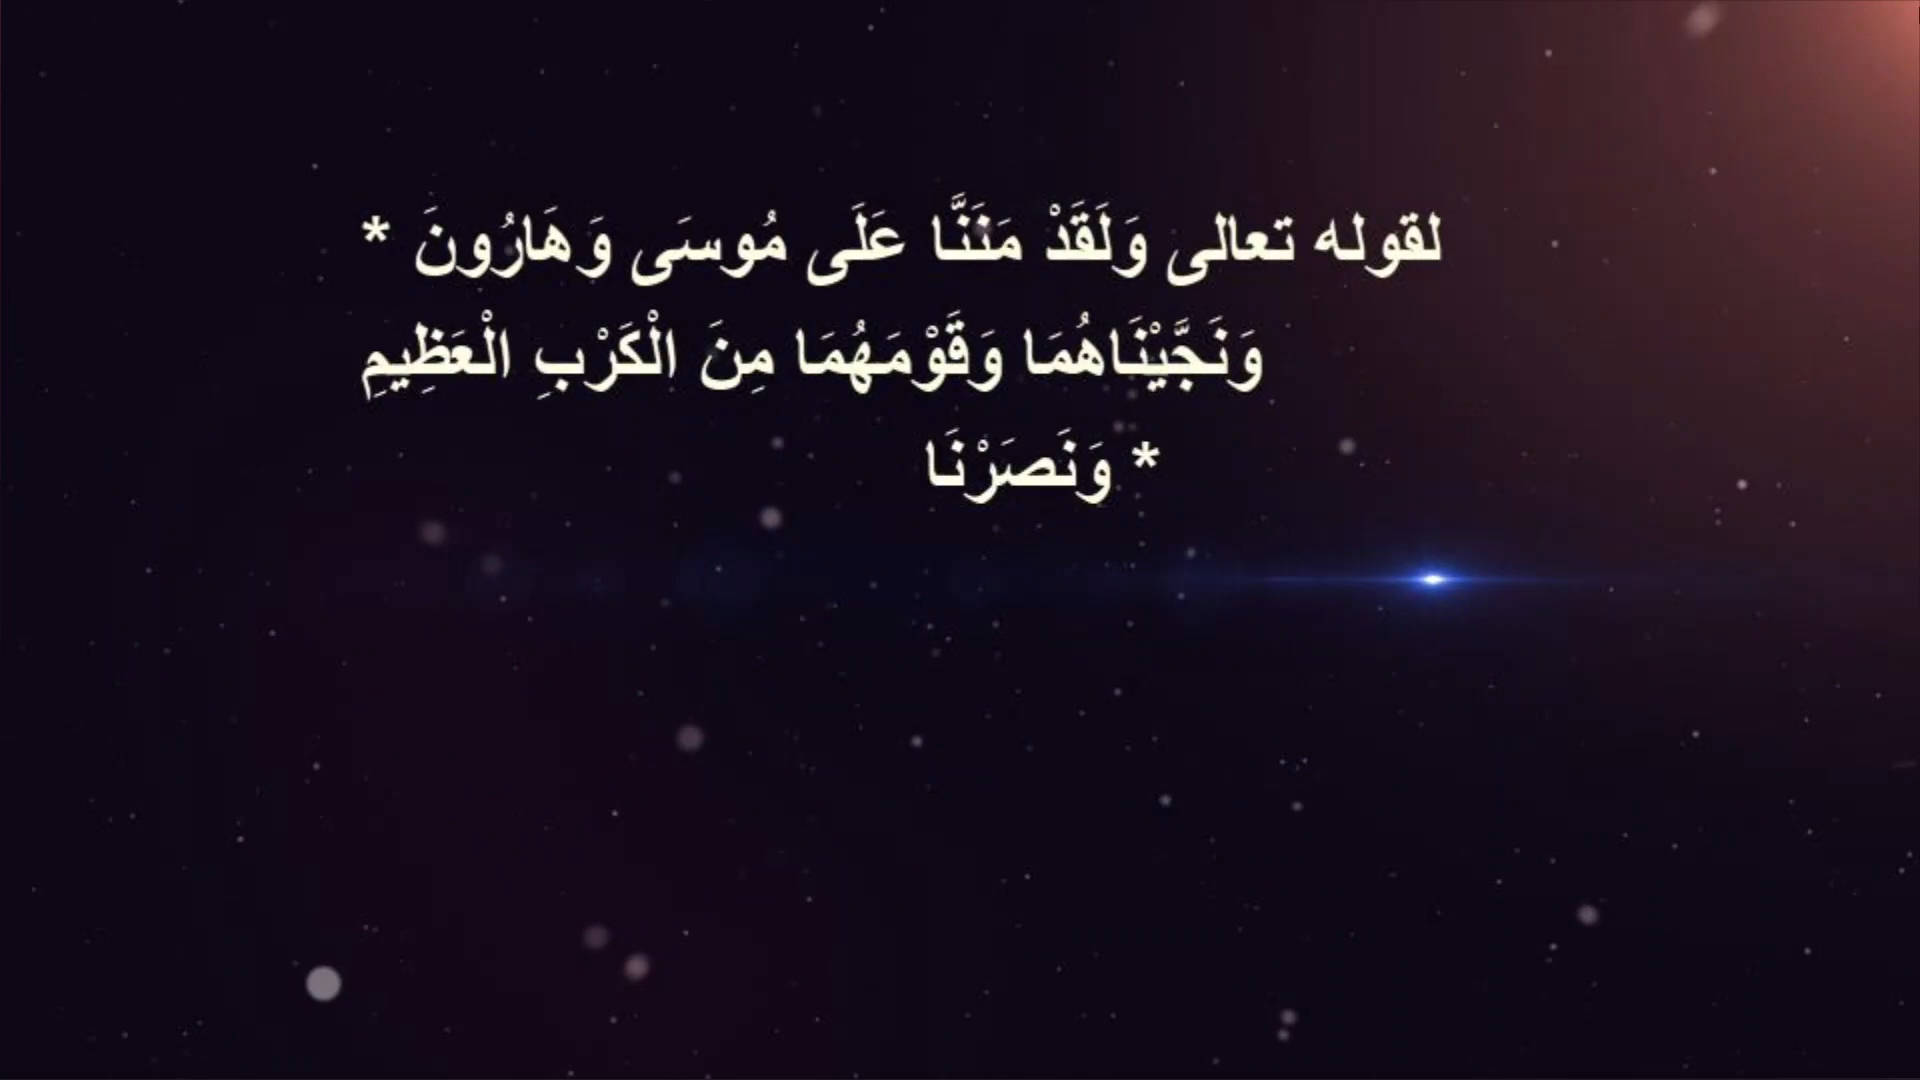 لقوله تعالى وَلَقَدْ مَنَنَّا عَلَى مُوسَى وَهَارُونَ *
وَنَجَّيْنَاهُمَا وَقَوْمَهُمَا مِنَ الْكَرْبِ الْعَظِيمِ
* وَنَصَرْنَا